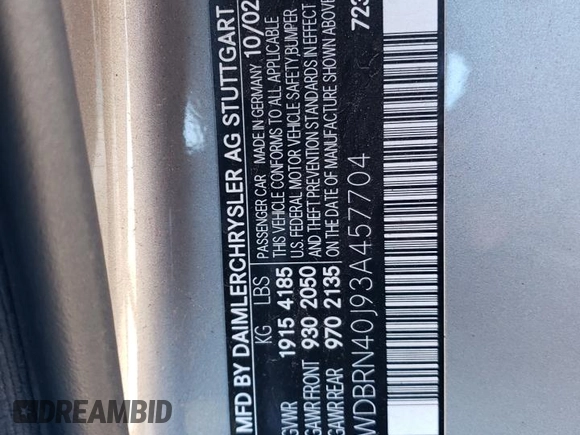 MFD BY DAIMLERCHRYSLER AG STUTTGART
KG LBS PASSENGER CAR MADE IN GERMANY 10/02
GVWR 1915 4185 THIS VEHICLE CONFORMS TO ALL APPLICABLE
U.S. FEDERAL MOTOR VEHICLE SAFETY,BUMPER
GAWR FRONT 930 2050 AND THEFT PREVENTION STANDARDS IN EFFECT
GAWR REAR 970 2135 ON THE DATE OF MANUFACTURE SHOWN ABOVE
WDBRN40J93A457704
723
DREAMBID